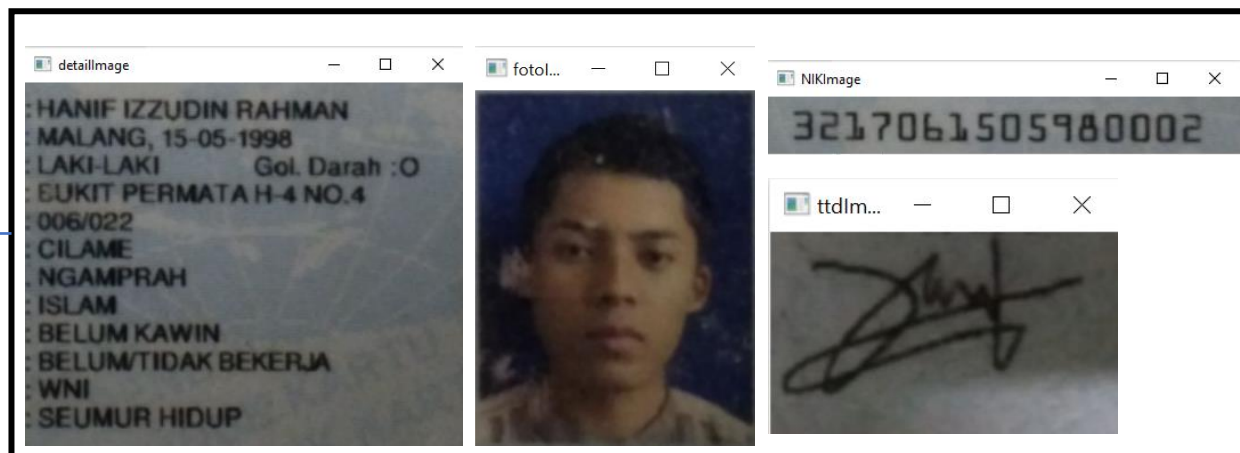 detailImage
: HANIF IZZUDIN RAHMAN
: MALANG, 15-05-1998
: LAKI-LAKI Gol. Darah :O
: BUKIT PERMATA H-4 NO.4
: 006/022
: CILAME
: NGAMPRAH
: ISLAM
: BELUM KAWIN
: BELUM/TIDAK BEKERJA
: WNI
: SEUMUR HIDUP
fotoI...
NIKImage
3217061505980002
ttdIm...